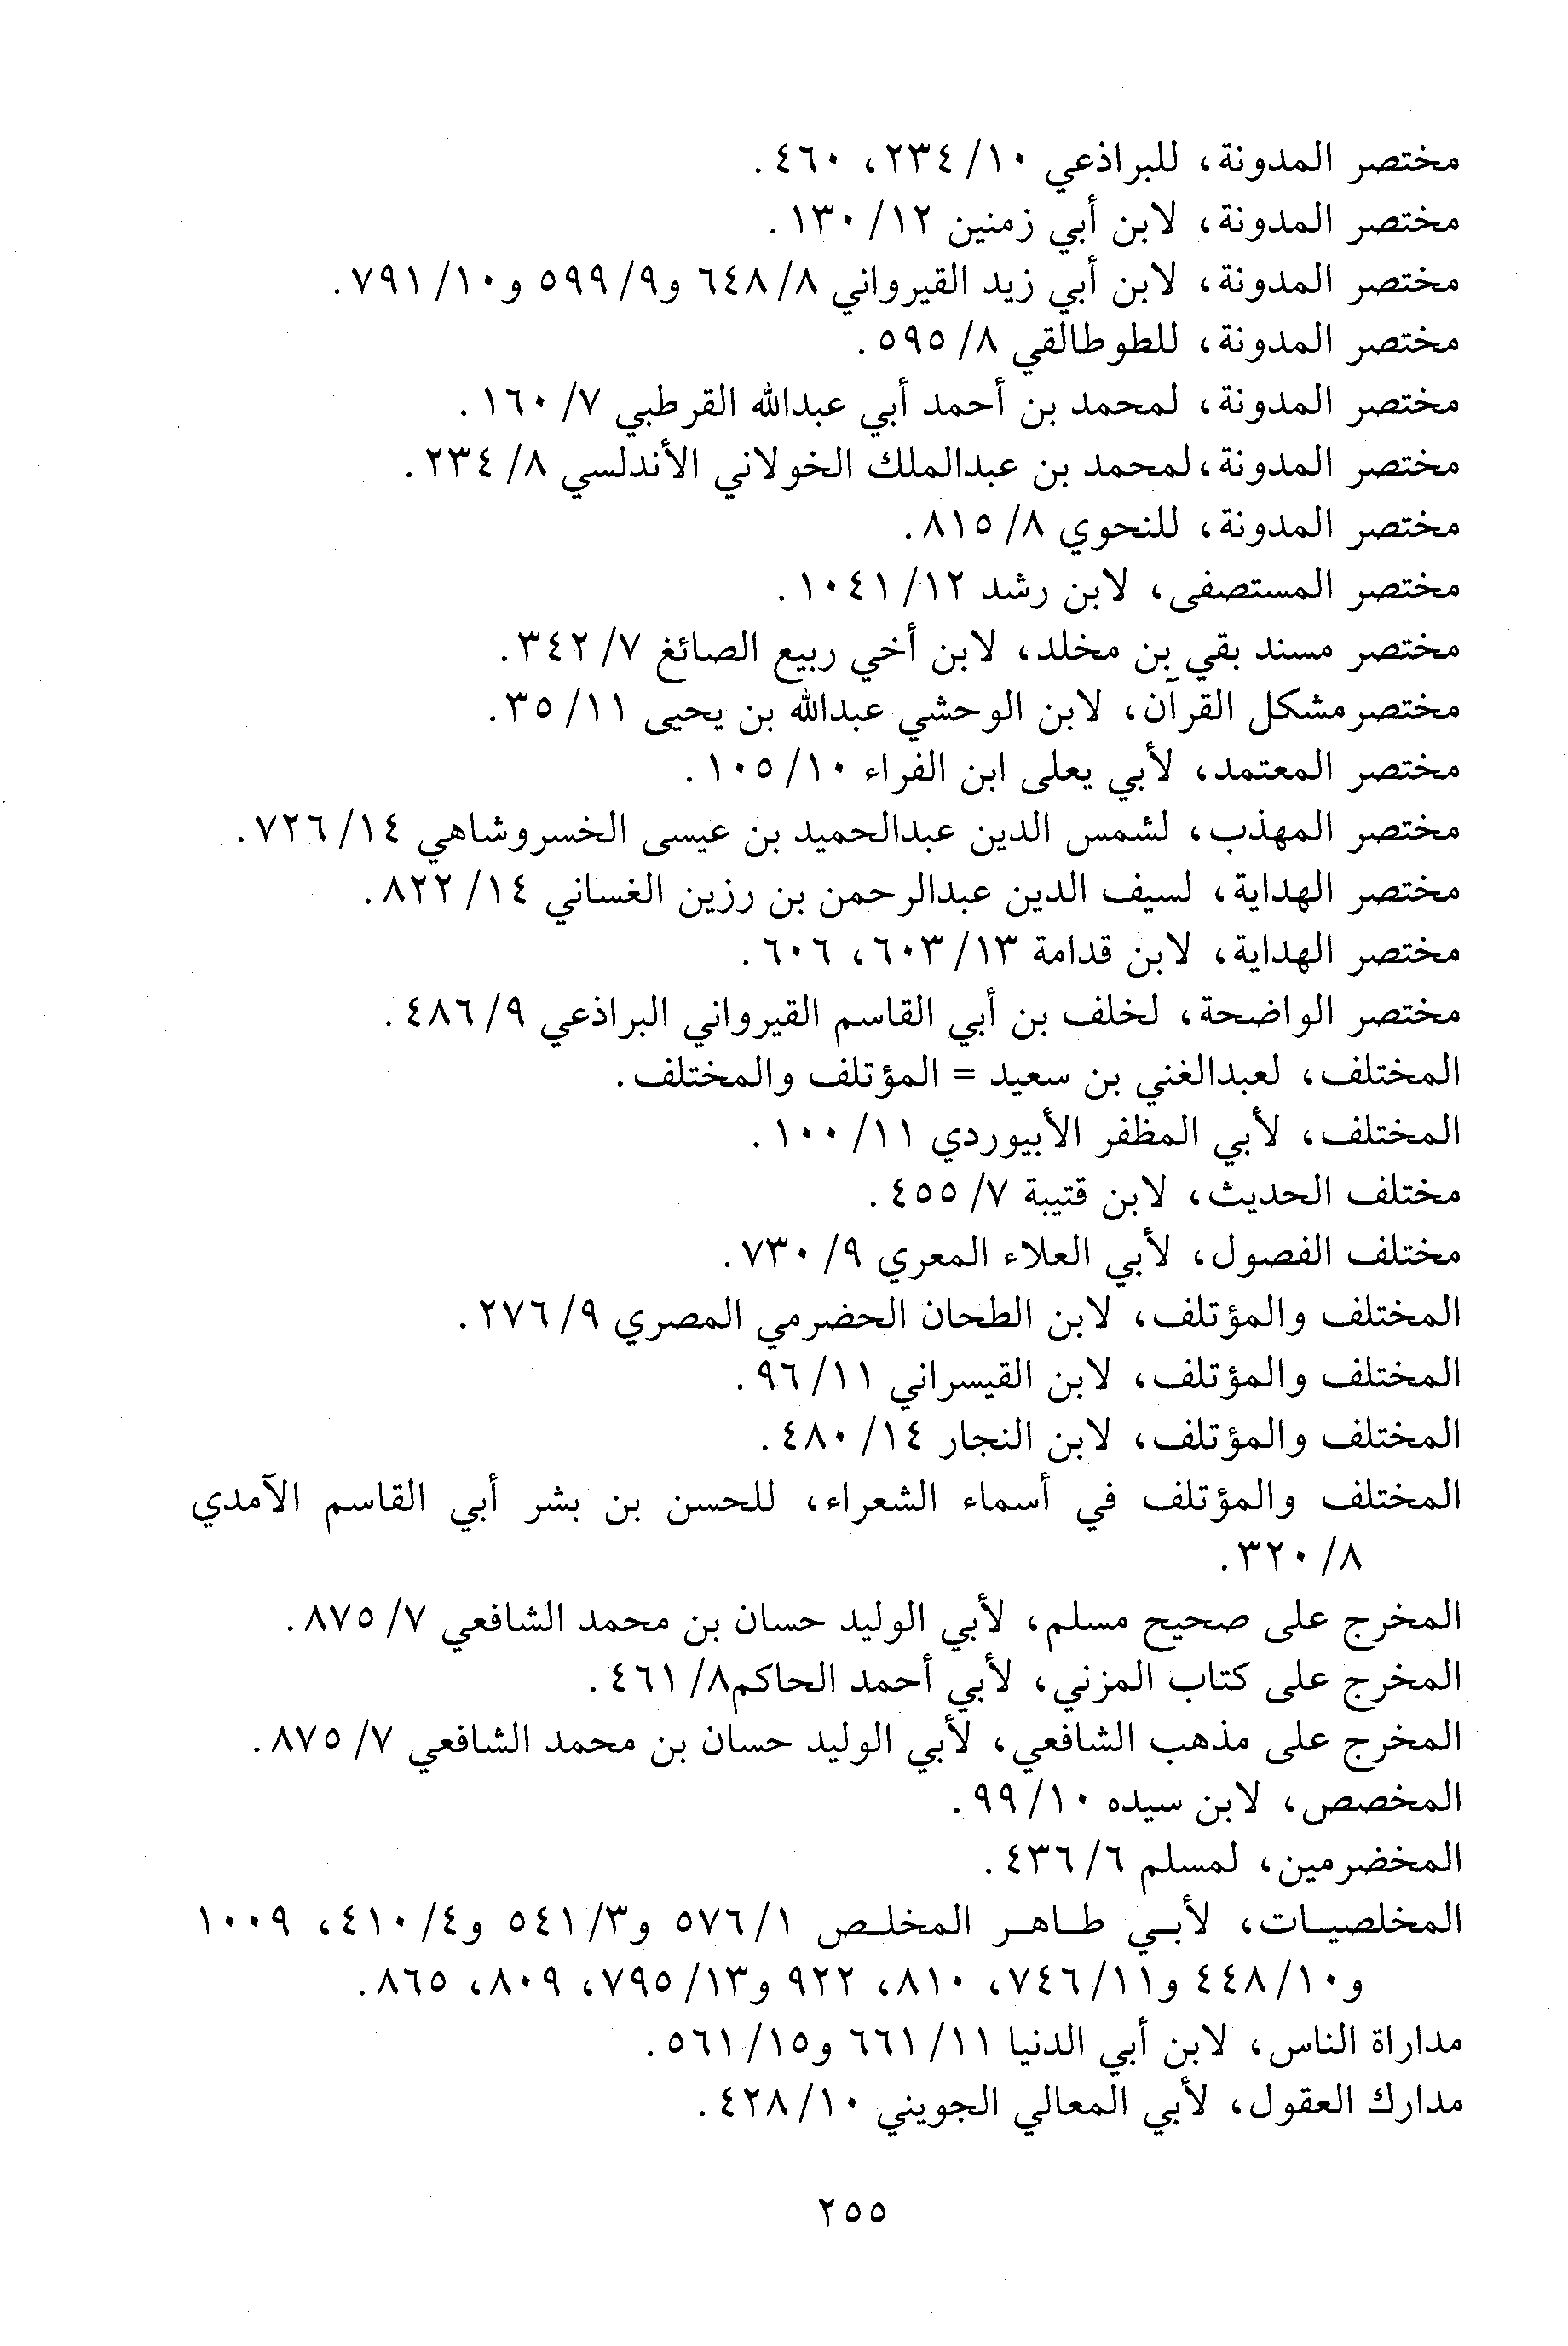 مختصر المدونة، للبراذعي ١٠/ ٢٣٤، ٤٦٠.
مختصر المدونة، لابن أبي زمنين ١٢/ ١٣٠.
مختصر المدونة، لابن أبي زيد القيرواني ٨/ ٦٤٨ و٩/ ٥٩٩ و١٠/ ٧٩١.
مختصر المدونة، للطوطالقي ٨/ ٥٩٥.
مختصر المدونة، لمحمد بن أحمد أبي عبدالله القرطبي ٧/ ١٦٠.
مختصر المدونة، لمحمد بن عبدالملك الخولاني الأندلسي ٨/ ٢٣٤.
مختصر المدونة، للنحوي ٨/ ٨١٥.
مختصر المستصفى، لابن رشد ١٢/ ١٠٤١.
مختصر مسند بقي بن مخلد، لابن أخي ربيع الصائغ ٧/ ٣٤٢.
مختصر مشكل القرآن، لابن الوحشي عبدالله بن يحيى ١١/ ٣٥.
مختصر المعتمد، لأبي يعلى ابن الفراء ١٠/ ١٠٥.
مختصر المهذب، لشمس الدين عبدالحميد بن عيسى الخسروشاهي ١٤/ ٧٢٦.
مختصر الهداية، لسيف الدين عبدالرحمن بن رزين الغساني ١٤/ ٨٢٢.
مختصر الهداية، لابن قدامة ١٣/ ٦٠٣، ٦٠٦.
مختصر الواضحة، لخلف بن أبي القاسم القيرواني البراذعي ٩/ ٤٨٦.
المختلف، لعبدالغني بن سعيد = المؤتلف والمختلف.
المختلف، لأبي المظفر الأبيوردي ١١/ ١٠٠.
مختلف الحديث، لابن قتيبة ٧/ ٤٥٥.
مختلف الفصول، لأبي العلاء المعري ٩/ ٧٣٠.
المختلف والمؤتلف، لابن الطحان الحضرمي المصري ٩/ ٢٧٦.
المختلف والمؤتلف، لابن القيسراني ١١/ ٩٦.
المختلف والمؤتلف، لابن النجار ١٤/ ٤٨٠.
المختلف والمؤتلف في أسماء الشعراء، للحسن بن بشر أبي القاسم الآمدي
٨/ ٣٢٠.
المخرج على صحيح مسلم، لأبي الوليد حسان بن محمد الشافعي ٧/ ٨٧٥.
المخرج على كتاب المزني، لأبي أحمد الحاكم٨/ ٤٦١.
المخرج على مذهب الشافعي، لأبي الوليد حسان بن محمد الشافعي ٧/ ٨٧٥.
المخصص، لابن سيده ١٠/ ٩٩.
المخضرمين، لمسلم ٦/ ٤٣٦.
المخلصيات، لأبي طاهر المخلص ١/ ٥٧٦ و٣/ ٥٤١ و٤/ ٤١٠، ١٠٠٩
و١٠/ ٤٤٨ و١١/ ٧٤٦، ٨١٠، ٩٢٢ و١٣/ ٧٩٥، ٨٠٩، ٨٦٥.
مداراة الناس، لابن أبي الدنيا ١١/ ٦٦١ و١٥/ ٥٦١.
مدارك العقول، لأبي المعالي الجويني ١٠/ ٤٢٨.
٢٥٥